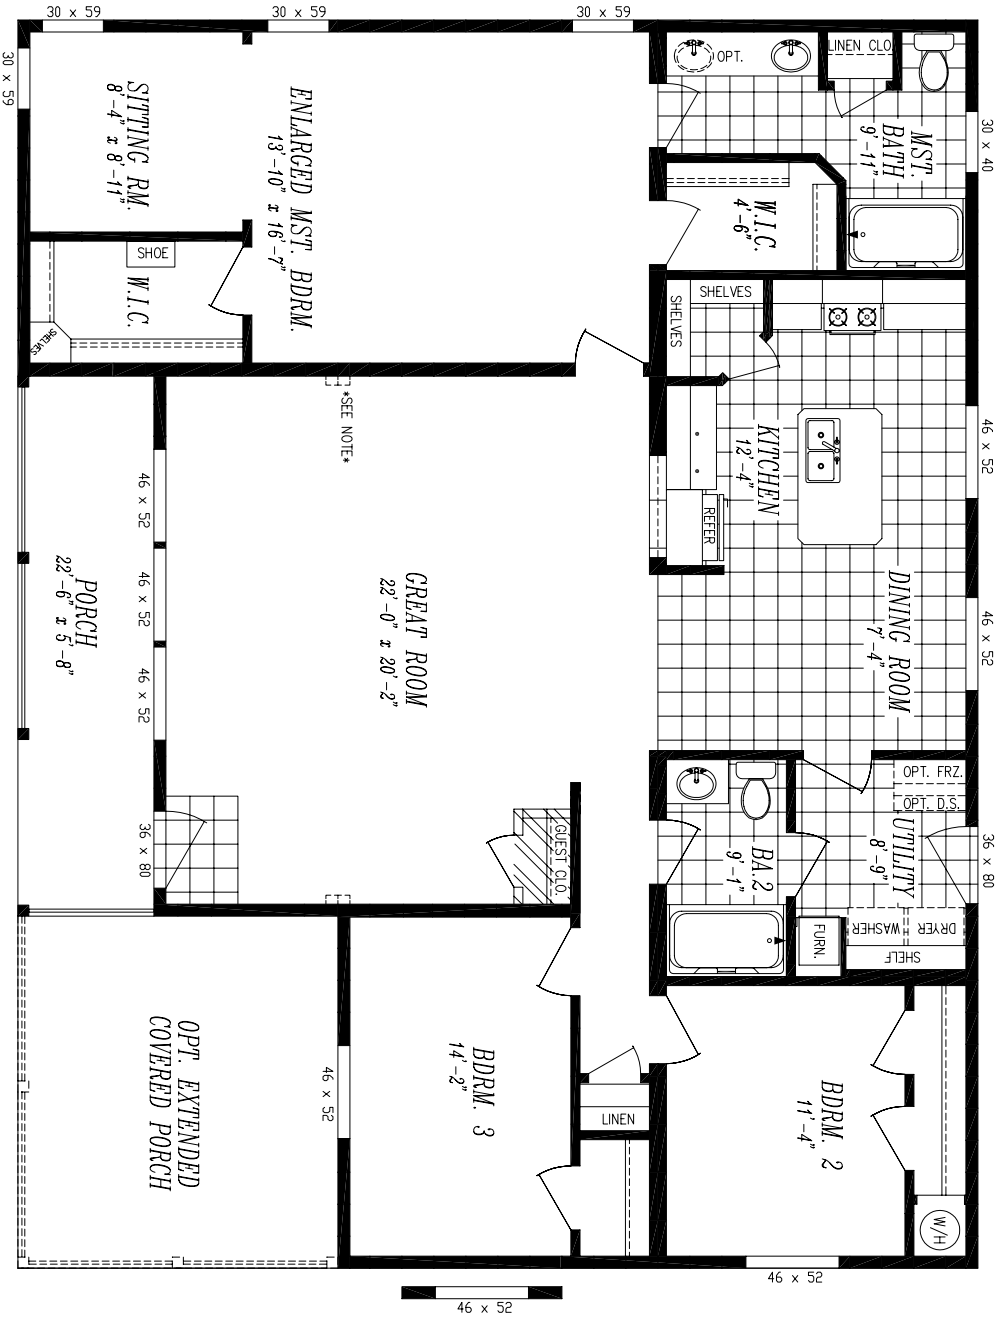 30 x 59
30 x 59
30 x 59
30 x 59
SITTING RM.
8'-4" x 8'-11"
ENLARGED MST. BDRM.
13'-10" x 16'-7"
OPT.
LINEN CLO.
MST.
BATH
9'-11"
30 x 40
W.I.C.
4'-6"
SHOE
W.I.C.
SHELVES
SHELVES
SHELVES
*SEE NOTE*
KITCHEN
12'-4"
REFER
46 x 52
46 x 52
46 x 52
46 x 52
46 x 52
PORCH
22'-6" x 5'-8"
GREAT ROOM
22'-0" x 20'-2"
DINING ROOM
7'-4"
36 x 80
GUEST CLO.
BA.2
9'-1"
OPT. FRZ.
OPT. D.S.
UTILITY
8'-9"
36 x 80
FURN.
WASHER
DRYER
SHELF
OPT. EXTENDED
COVERED PORCH
46 x 52
BDRM. 3
14'-2"
LINEN
BDRM. 2
11'-4"
W/H
46 x 52
46 x 52